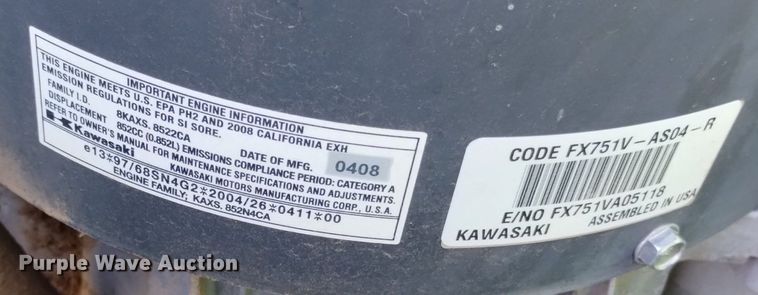 IMPORTANT ENGINE INFORMATION
THIS ENGINE MEETS U.S. EPA PH2 AND 2008 CALIFORNIA EXH
EMISSION REGULATIONS FOR SI SORE.
FAMILY I.D. 8KAXS. 8522CA DATE OF MFG. 0408
DISPLACEMENT 852CC (0.852L) EMISSIONS COMPLIANCE PERIOD: CATEGORY A
REFER TO OWNER'S MANUAL FOR MAINTENANCE SPECIFICATIONS AND ADJUSTMENTS.
Kawasaki KAWASAKI MOTORS MANUFACTURING CORP., U.S.A.
e13*97/68SN4G2*2004/26*0411*00
ENGINE FAMILY; KAXS. 852N4CA
CODE FX751V-AS04-R
E/NO FX751VA05118
KAWASAKI ASSEMBLED IN USA
Purple Wave Auction